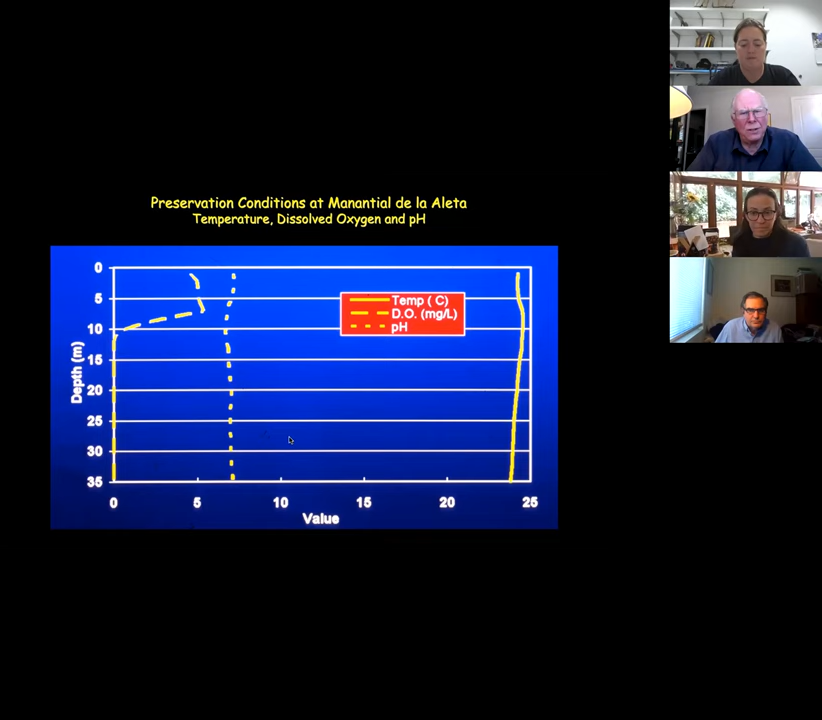 Preservation Conditions at Manantial de la Aleta
Temperature, Dissolved Oxygen and pH
0
5
10
15
20
25
30
35
Depth (m)
Temp ( C)
D.O. (mg/L)
pH
0 5 10 15 20 25
Value